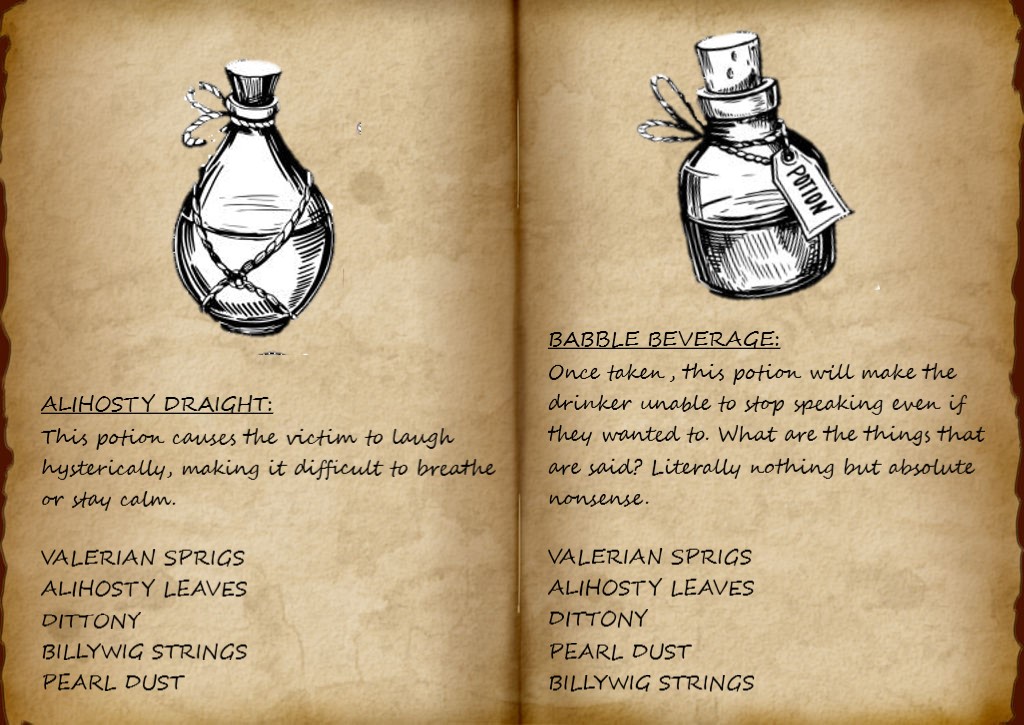 ALIHOSTY DRAIGHT:
This potion causes the victim to laugh
hysterically, making it difficult to breathe
or stay calm.
VALERIAN SPRIGS
ALIHOSTY LEAVES
DITTONY
BILLYWIG STRINGS
PEARL DUST
POTION
BABBLE BEVERAGE:
Once taken, this potion will make the
drinker unable to stop speaking even if
they wanted to. What are the things that
are said? Literally nothing but absolute
nonsense.
VALERIAN SPRIGS
ALIHOSTY LEAVES
DITTONY
PEARL DUST
BILLYWIG STRINGS